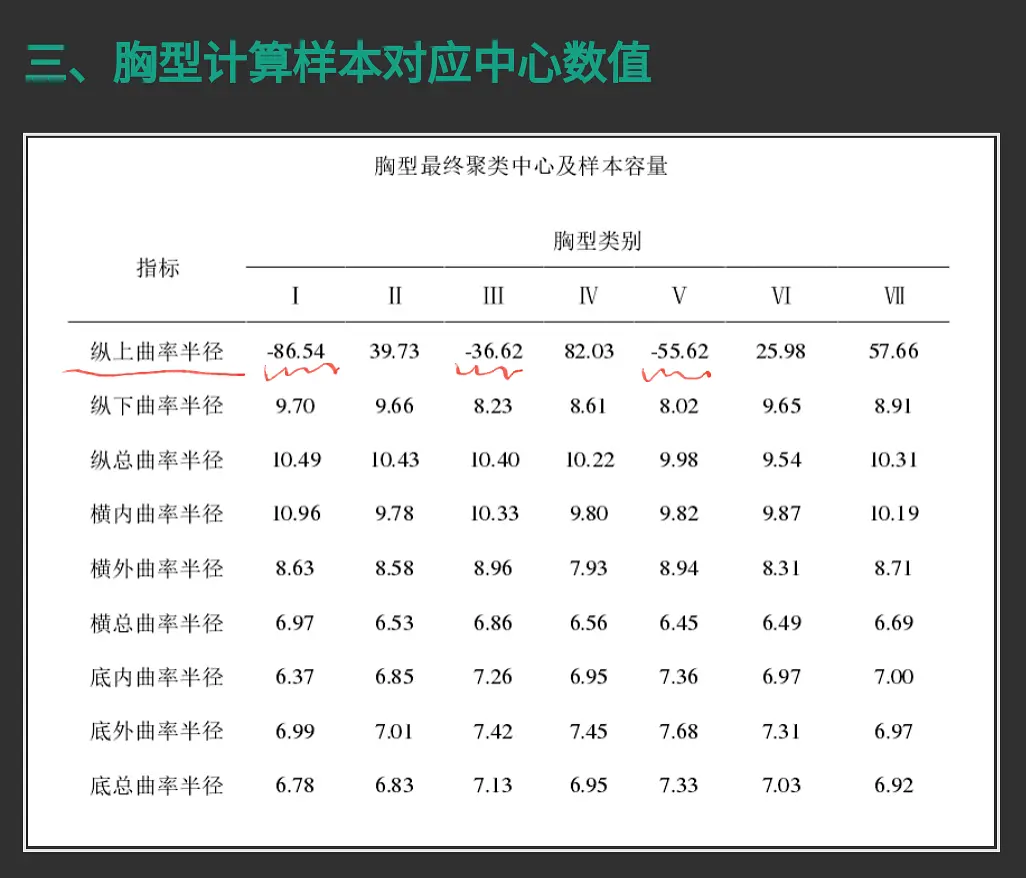 三、胸型计算样本对应中心数值
胸型最终聚类中心及样本容量
胸型类别
指标
Ⅰ Ⅱ Ⅲ Ⅳ Ⅴ Ⅵ Ⅶ
纵上曲率半径 -86.54 39.73 -36.62 82.03 -55.62 25.98 57.66
纵下曲率半径 9.70 9.66 8.23 8.61 8.02 9.65 8.91
纵总曲率半径 10.49 10.43 10.40 10.22 9.98 9.54 10.31
横内曲率半径 10.96 9.78 10.33 9.80 9.82 9.87 10.19
横外曲率半径 8.63 8.58 8.96 7.93 8.94 8.31 8.71
横总曲率半径 6.97 6.53 6.86 6.56 6.45 6.49 6.69
底内曲率半径 6.37 6.85 7.26 6.95 7.36 6.97 7.00
底外曲率半径 6.99 7.01 7.42 7.45 7.68 7.31 6.97
底总曲率半径 6.78 6.83 7.13 6.95 7.33 7.03 6.92